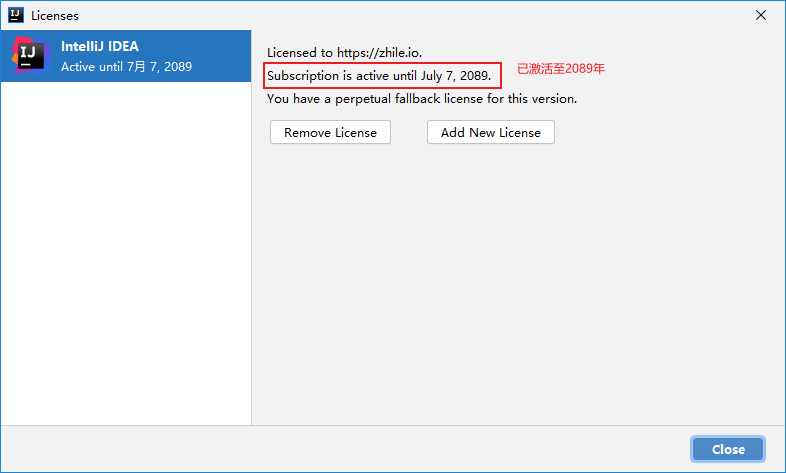 Licenses
IntelliJ IDEA
Active until 7月 7, 2089
Licensed to https://zhile.io.
Subscription is active until July 7, 2089.
已激活至2089年
You have a perpetual fallback license for this version.
Remove License
Add New License
Close